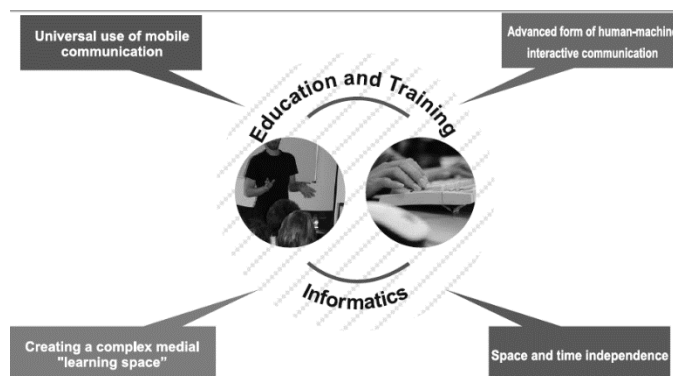 Universal use of mobile
communication
Advanced form of human-machine
interactive communication
Education and Training
Informatics
Creating a complex medial
"learning space"
Space and time independence